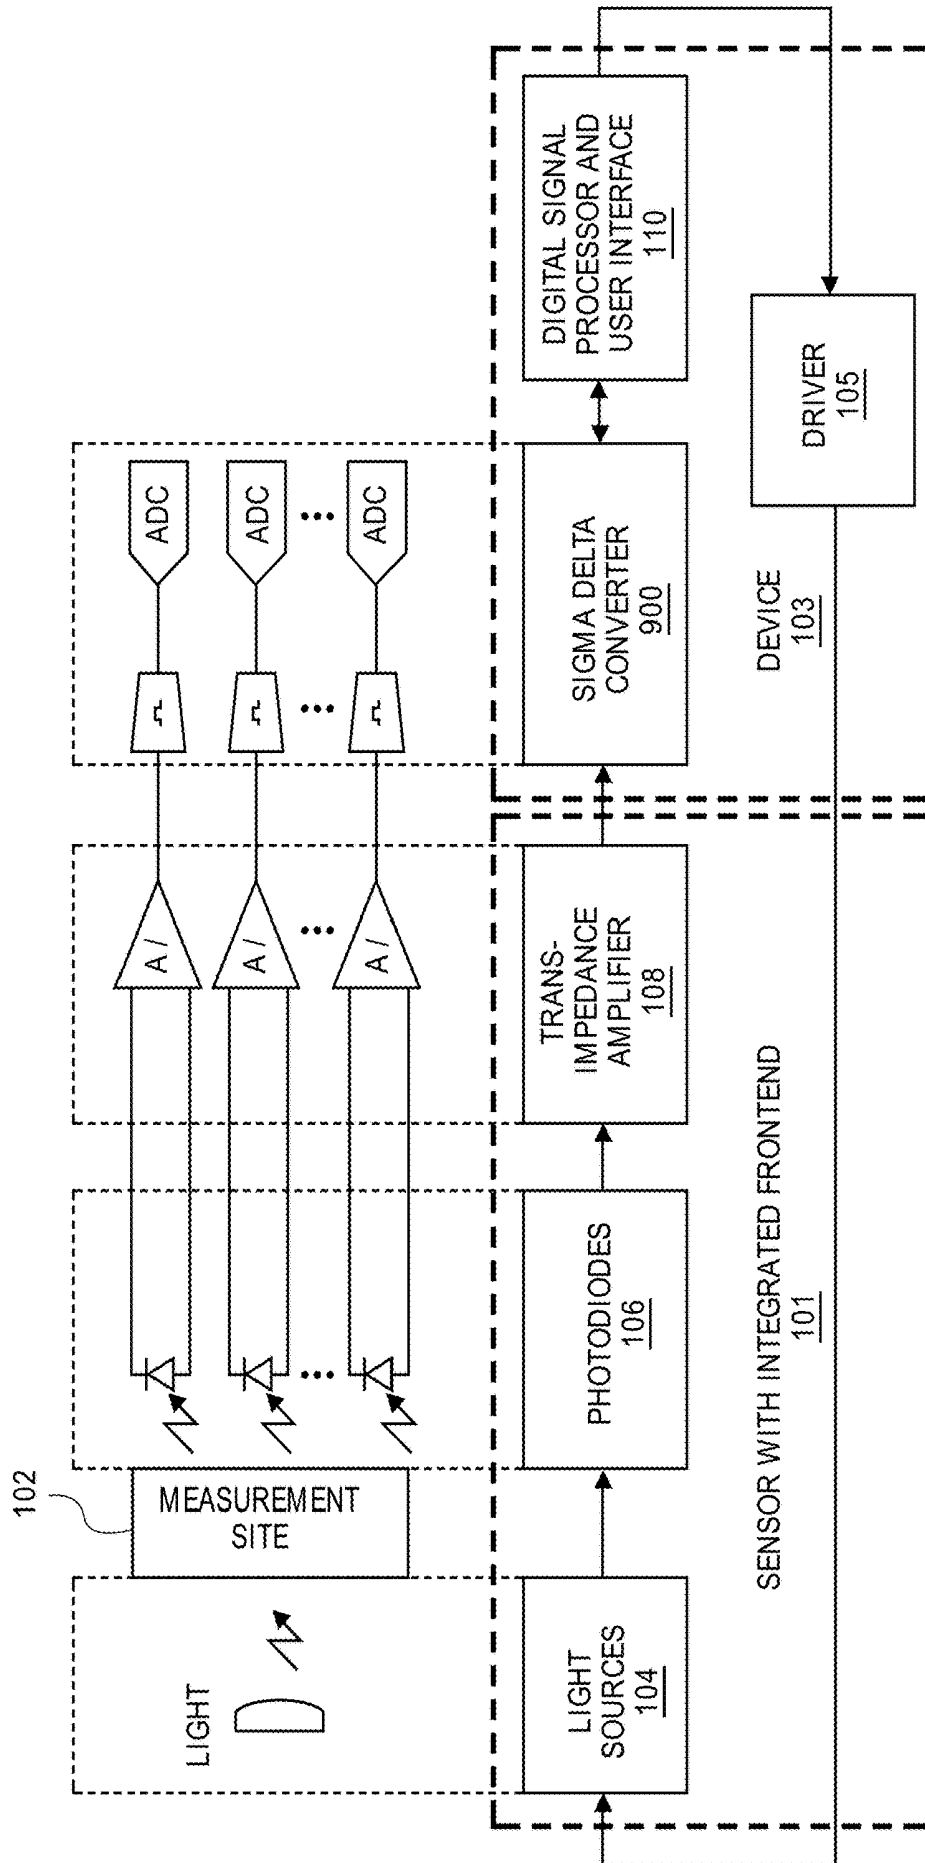 LIGHT
102
MEASUREMENT
SITE
A /
A /
A /
ADC
ADC
ADC
LIGHT
SOURCES
104
PHOTODIODES
106
TRANS-
IMPEDANCE
AMPLIFIER
108
SIGMA DELTA
CONVERTER
900
DIGITAL SIGNAL
PROCESSOR AND
USER INTERFACE
110
SENSOR WITH INTEGRATED FRONTEND
101
DEVICE
103
DRIVER
105